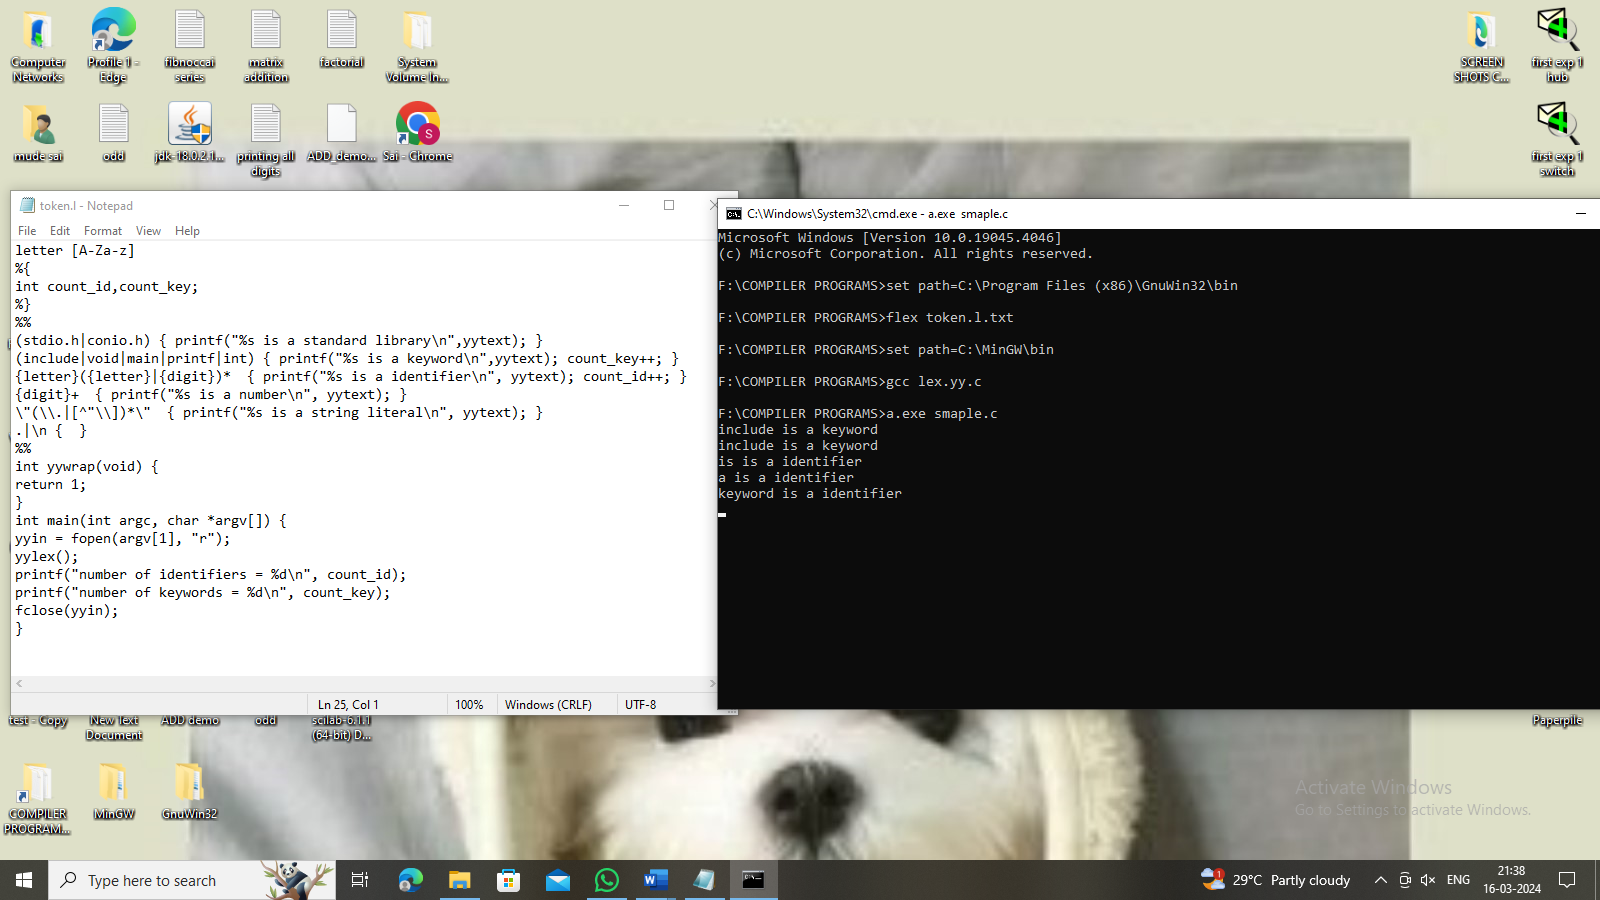 Computer Networks
Profile 1 - Edge
fibnoccai series
matrix addition
factorial
System Volume In...
SCREEN SHOTS C...
first exp 1 hub
mude sai
odd
jdk-18.0.2.1...
printing all digits
ADD_demo...
S
Sai - Chrome
first exp 1 switch
token.l - Notepad
File Edit Format View Help
letter [A-Za-z]
%{
int count_id,count_key;
%}
%%
(stdio.h|conio.h) { printf("%s is a standard library\n",yytext); }
(include|void|main|printf|int) { printf("%s is a keyword\n",yytext); count_key++; }
{letter}({letter}|{digit})*  { printf("%s is a identifier\n", yytext); count_id++; }
{digit}+  { printf("%s is a number\n", yytext); }
\"(\\.|[^"\\])*\"  { printf("%s is a string literal\n", yytext); }
.|\n {  }
%%
int yywrap(void) {
return 1;
}
int main(int argc, char *argv[]) {
yyin = fopen(argv[1], "r");
yylex();
printf("number of identifiers = %d\n", count_id);
printf("number of keywords = %d\n", count_key);
fclose(yyin);
}
Ln 25, Col 1 100% Windows (CRLF) UTF-8
C:\Windows\System32\cmd.exe - a.exe smaple.c
Microsoft Windows [Version 10.0.19045.4046]
(c) Microsoft Corporation. All rights reserved.
F:\COMPILER PROGRAMS>set path=C:\Program Files (x86)\GnuWin32\bin
F:\COMPILER PROGRAMS>flex token.l.txt
F:\COMPILER PROGRAMS>set path=C:\MinGW\bin
F:\COMPILER PROGRAMS>gcc lex.yy.c
F:\COMPILER PROGRAMS>a.exe smaple.c
include is a keyword
include is a keyword
is is a identifier
a is a identifier
keyword is a identifier
test - Copy
New Text Document
ADD demo
odd
scilab-6.1.1 (64-bit) D...
Paperpile
COMPILER PROGRAM...
MinGW
GnuWin32
Activate Windows
Go to Settings to activate Windows.
Type here to search
W
1
29°C Partly cloudy
ENG
21:38
16-03-2024